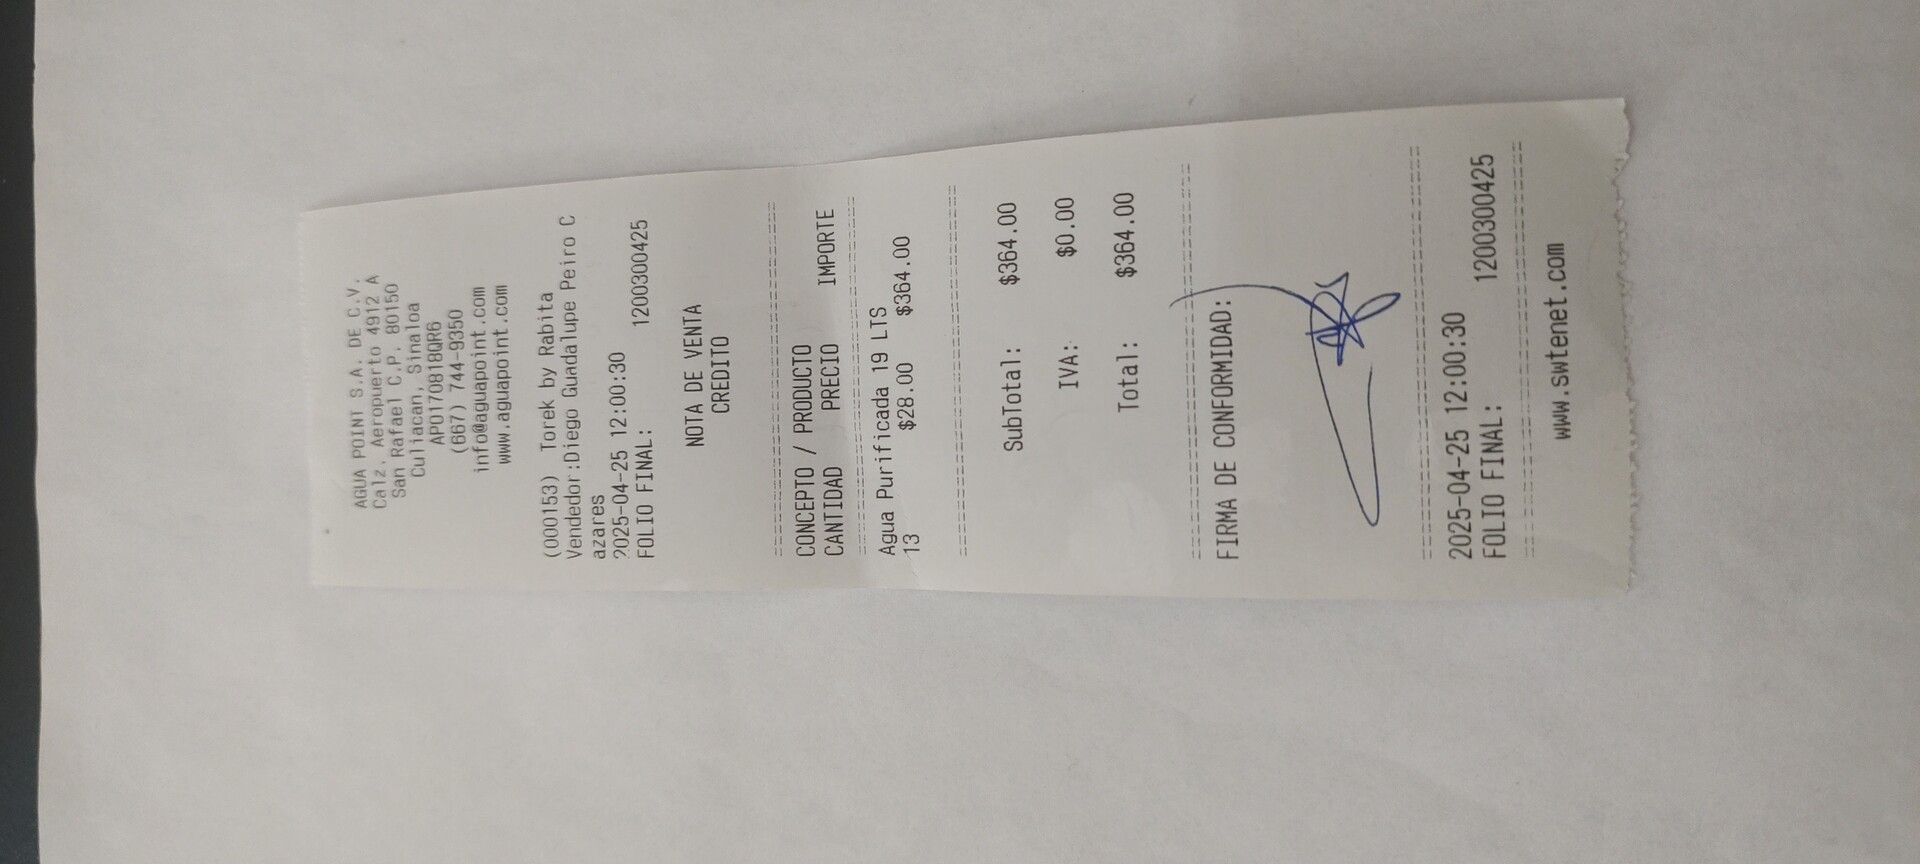 AGUA POINT S.A. DE C.V.
Calz. Aeropuerto 4912 A
San Rafael C.P. 80150
Culiacan, Sinaloa
APO170818QR6
(667) 744-9350
info@aguapoint.com
www.aguapoint.com
(000153) Torek by Rabita
Vendedor:Diego Guadalupe Peiro C
azares
2025-04-25 12:00:30
FOLIO FINAL: 1200300425
NOTA DE VENTA
CREDITO
================================
CONCEPTO / PRODUCTO
CANTIDAD PRECIO IMPORTE
================================
Agua Purificada 19 LTS
13 $28.00 $364.00
================================
SubTotal: $364.00
IVA: $0.00
Total: $364.00
================================
FIRMA DE CONFORMIDAD:
================================
2025-04-25 12:00:30
FOLIO FINAL: 1200300425
================================
www.swtenet.com